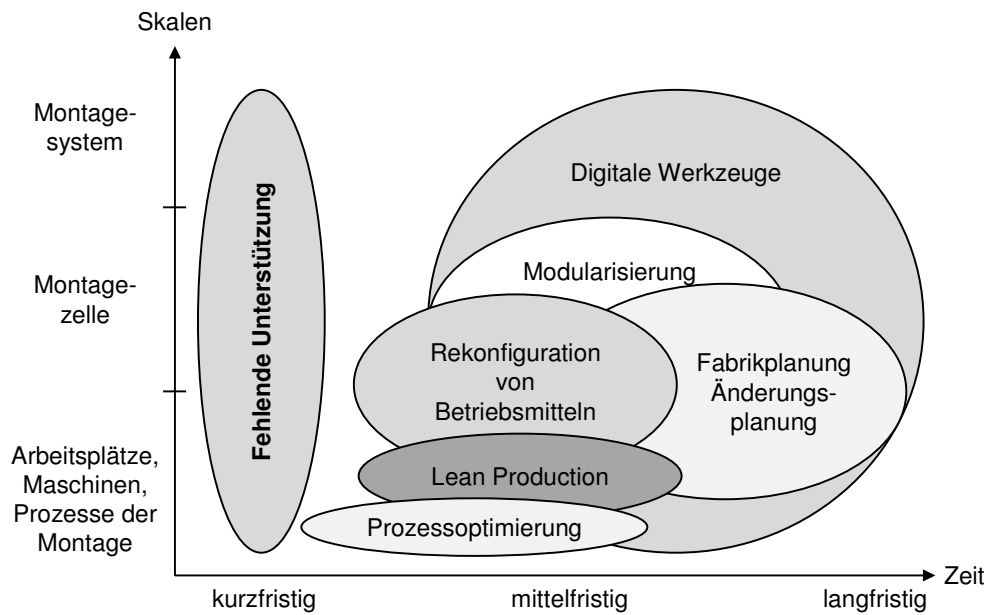 Skalen
Montage-
system
Montage-
zelle
Arbeitsplätze,
Maschinen,
Prozesse der
Montage
Fehlende Unterstützung
Digitale Werkzeuge
Modularisierung
Rekonfiguration
von
Betriebsmitteln
Fabrikplanung
Änderungs-
planung
Lean Production
Prozessoptimierung
Zeit
kurzfristig
mittelfristig
langfristig